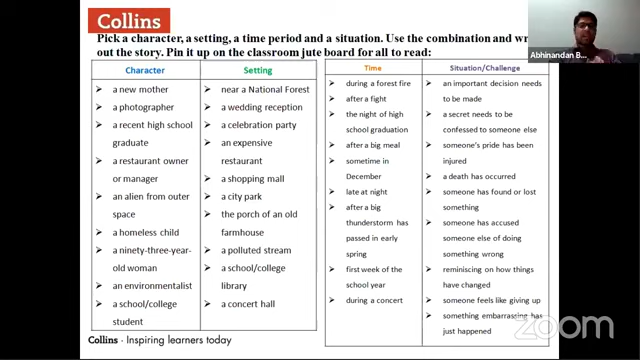 Collins
Pick a character, a setting, a time period and a situation. Use the combination and wr
out the story. Pin it up on the classroom jute board for all to read:
Abhinandan B...
Character
➤ a new mother
➤ a photographer
➤ a recent high school
graduate
➤ a restaurant owner
or manager
➤ an alien from outer
space
➤ a homeless child
➤ a ninety-three-year-
old woman
➤ an environmentalist
➤ a school/college
student
Setting
➤ near a National Forest
➤ a wedding reception
➤ a celebration party
➤ an expensive
restaurant
➤ a shopping mall
➤ a city park
➤ the porch of an old
farmhouse
➤ a polluted stream
➤ a school/college
library
➤ a concert hall
Time
➤ during a forest fire
➤ after a fight
➤ the night of high
school graduation
➤ after a big meal
➤ sometime in
December
➤ late at night
➤ after a big
thunderstorm has
passed in early
spring
➤ first week of the
school year
➤ during a concert
Situation/Challenge
➤ an important decision needs
to be made
➤ a secret needs to be
confessed to someone else
➤ someone's pride has been
injured
➤ a death has occurred
➤ someone has found or lost
something
➤ someone has accused
someone else of doing
something wrong
➤ reminiscing on how things
have changed
➤ someone feels like giving up
➤ something embarrassing has
just happened
Collins · Inspiring learners today
zoom